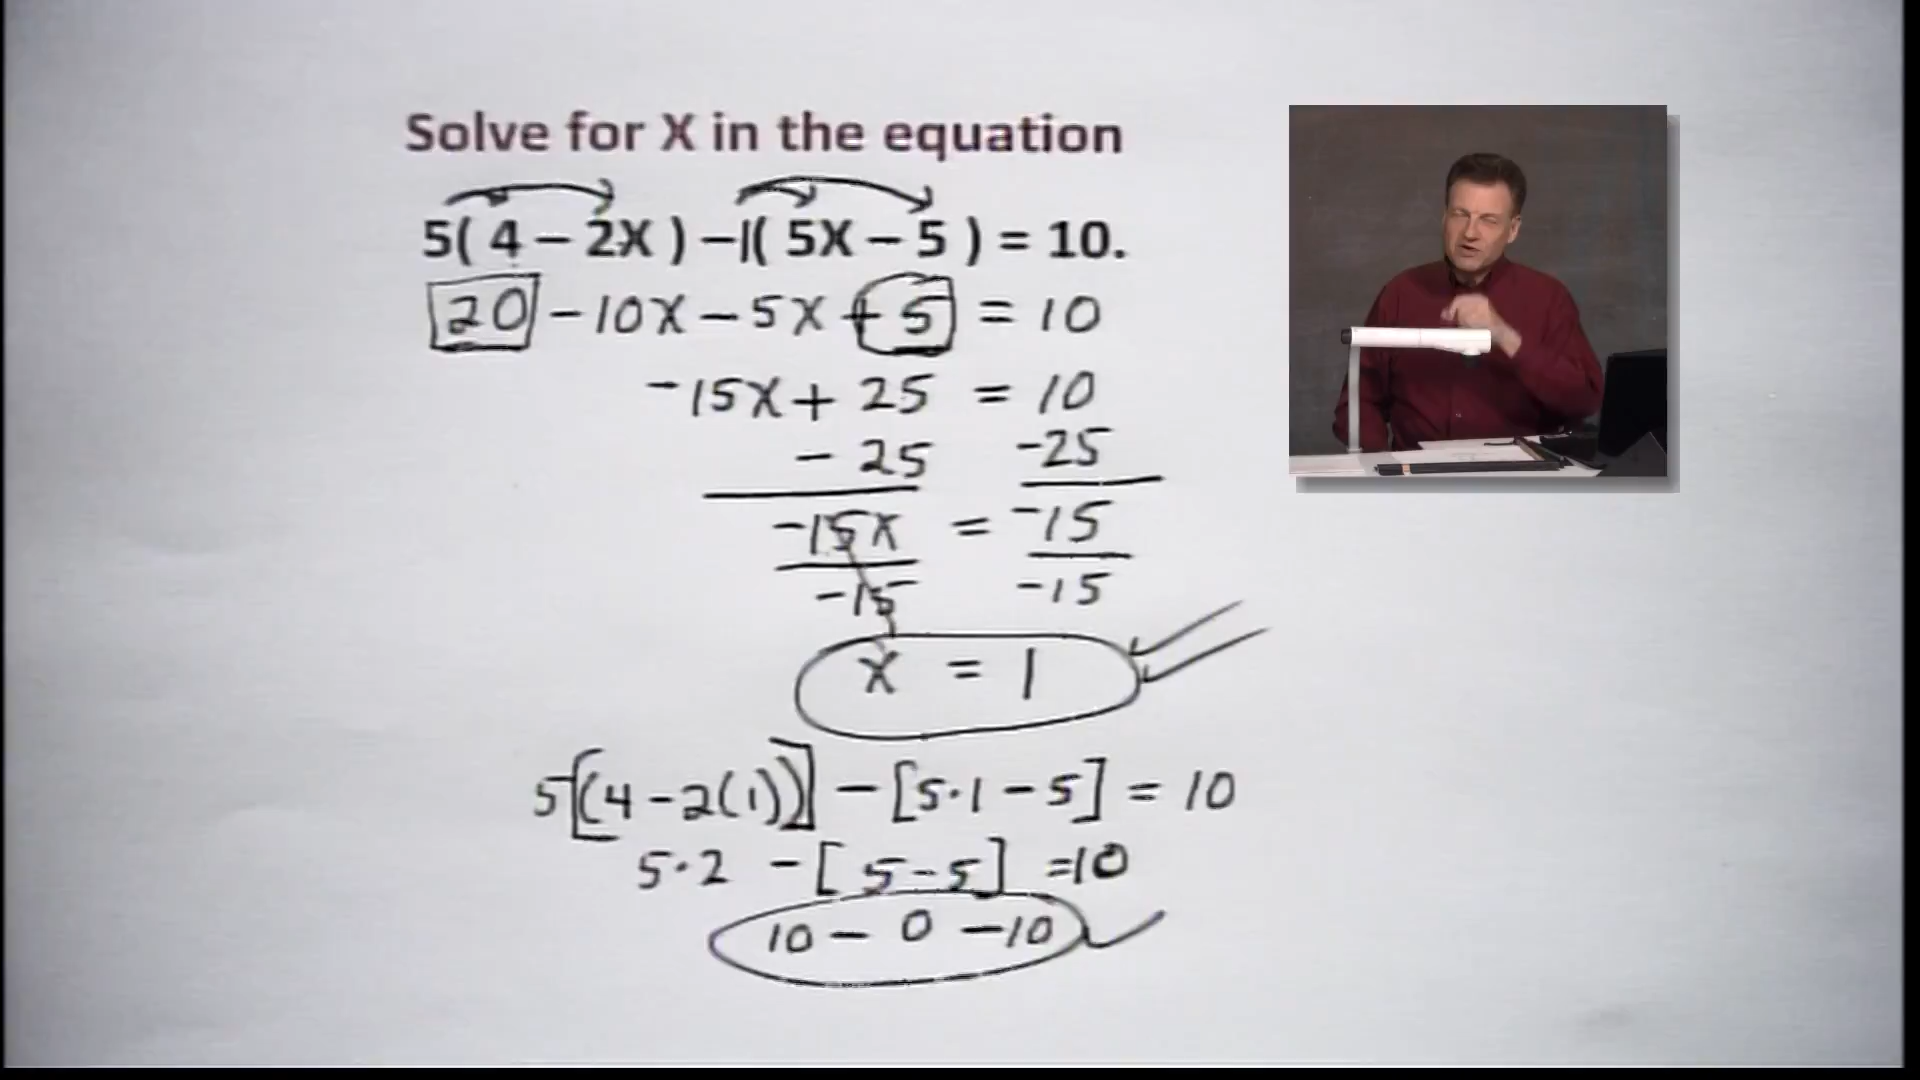 Solve for X in the equation
5( 4 – 2X ) –1( 5X – 5 ) = 10.
20 – 10x – 5x + 5 = 10
-15x + 25 = 10
- 25 -25
-15x = -15
-15 -15
x = 1
5[(4 - 2(1))] - [5·1 - 5] = 10
5·2 - [5-5] =10
10 - 0 -10